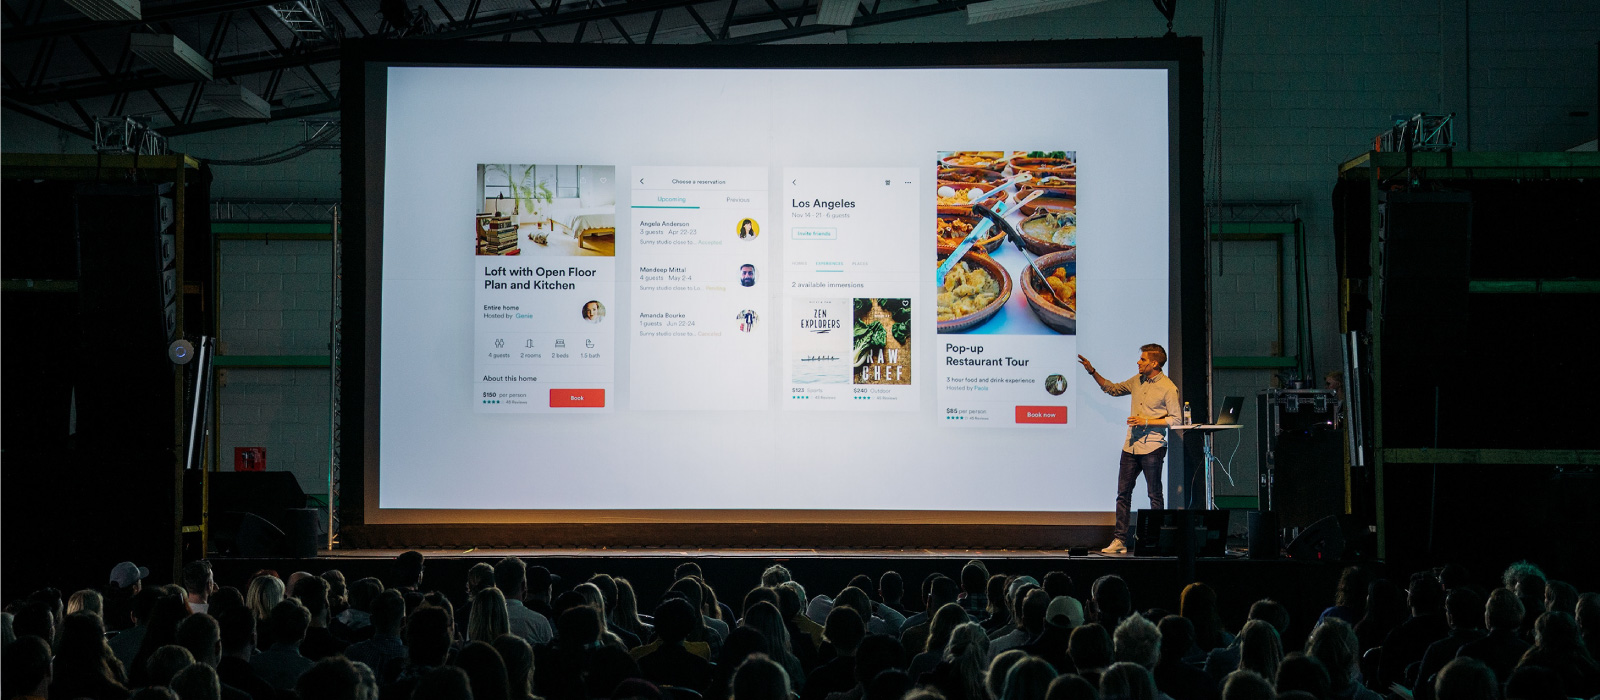 Loft with Open Floor
Plan and Kitchen
Entire home
Hosted by Genie
4 guests
2 rooms
2 beds
1.5 bath
About this home
$150 per person
Book
Choose a reservation
Upcoming
Previous
Angela Anderson
3 guests Apr 22-23
Sunny studio close to...
Mandeep Mittal
4 guests May 2-4
Sunny studio close to Lo...
Amanda Bourke
1 guests Jun 22-24
Sunny studio close to...
Los Angeles
Nov 14 - 21 · 6 guests
Invite friends
HOMES
EXPERIENCES
PLACES
2 available immersions
ZEN
EXPLORERS
RAW
CHEF
$123 Sports
$240 Outdoor
Pop-up
Restaurant Tour
3 hour food and drink experience
Hosted by
$85 per person
Book now